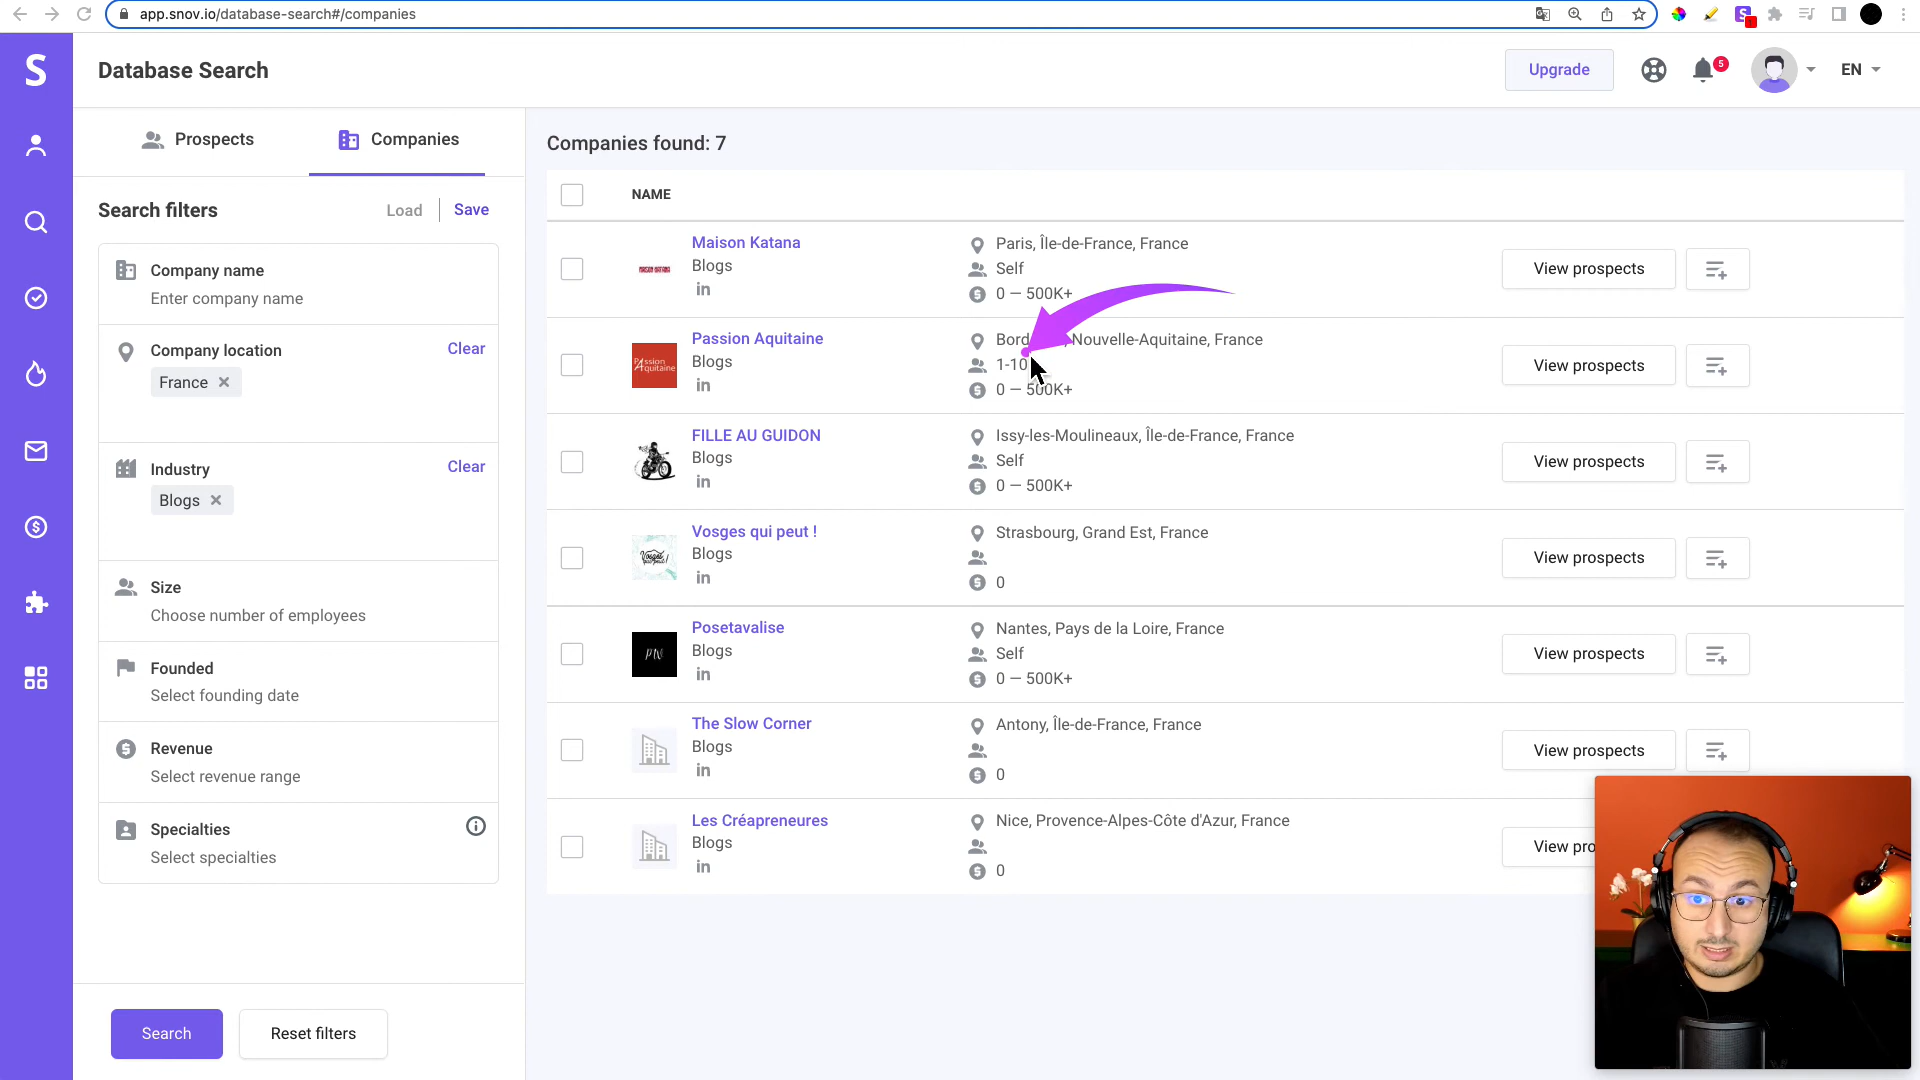 app.snov.io/database-search#/companies
S
Database Search
Upgrade
5
EN
Prospects
Companies
Search filters
Load
Save
Company name
Enter company name
Company location
Clear
France
Industry
Clear
Blogs
Size
Choose number of employees
Founded
Select founding date
Revenue
Select revenue range
Specialties
Select specialties
Search
Reset filters
Companies found: 7
NAME
Maison Katana
Blogs
in
Paris, Île-de-France, France
Self
0 — 500K+
View prospects
Passion Aquitaine
Passion Aquitaine
Blogs
in
Nouvelle-Aquitaine, France
1-10
0 — 500K+
View prospects
FILLE AU GUIDON
Blogs
in
Issy-les-Moulineaux, Île-de-France, France
Self
0 — 500K+
View prospects
Vosges qui peut !
Blogs
in
Strasbourg, Grand Est, France
0
View prospects
Posetavalise
Blogs
in
Nantes, Pays de la Loire, France
Self
0 — 500K+
View prospects
The Slow Corner
Blogs
in
Antony, Île-de-France, France
0
View prospects
Les Créapreneures
Blogs
in
Nice, Provence-Alpes-Côte d'Azur, France
0
View pro